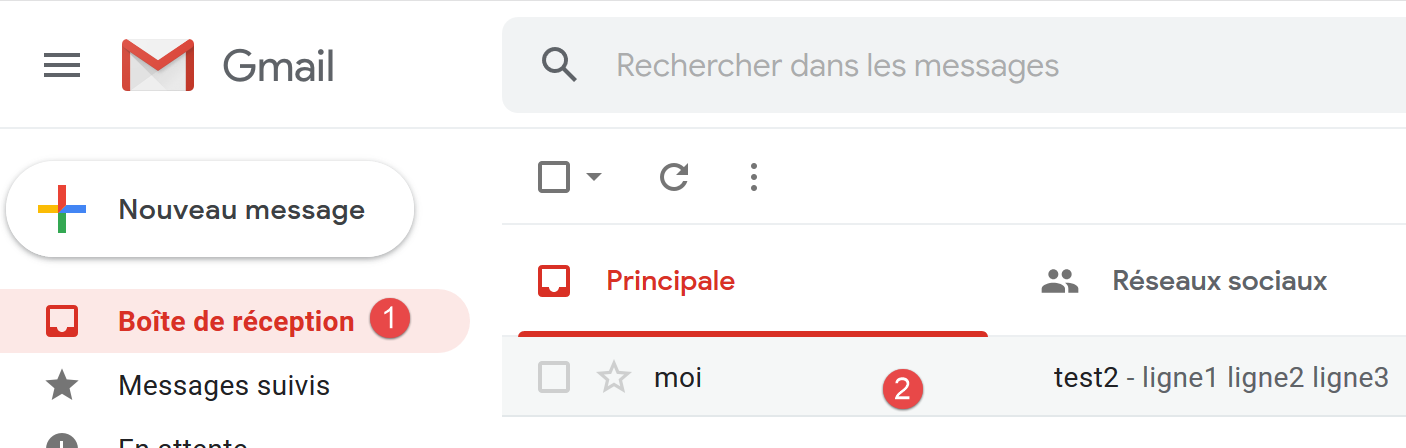 Gmail
Rechercher dans les messages
Nouveau message
Principale
Réseaux sociaux
Boîte de réception 1
moi 2 test2 - ligne1 ligne2 ligne3
Messages suivis
En attente